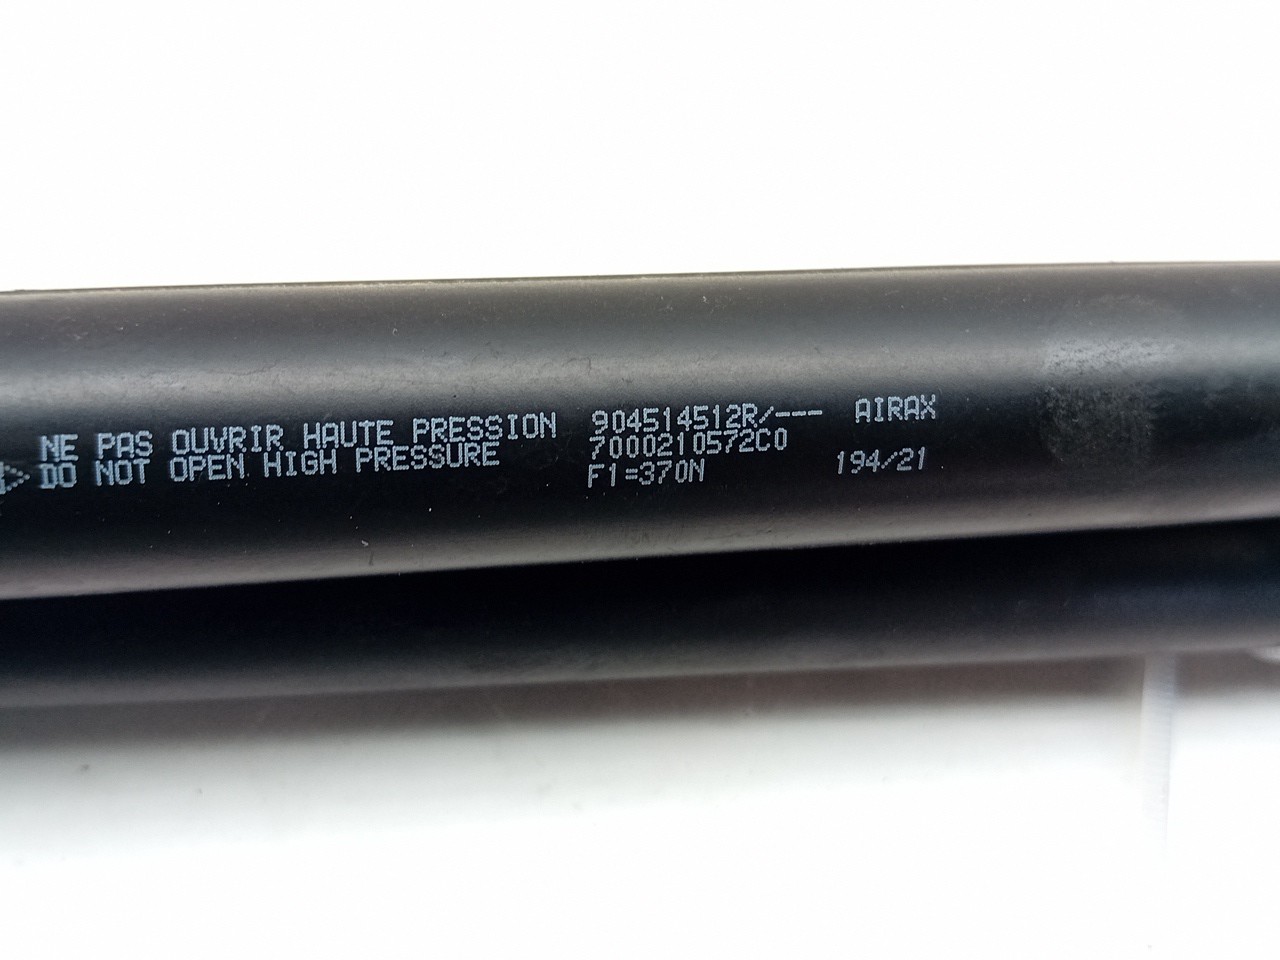 NE PAS OUVRIR HAUTE PRESSION
DO NOT OPEN HIGH PRESSURE
904514512R/--- AIRAX
7000210572C0
F1=370N 194/21